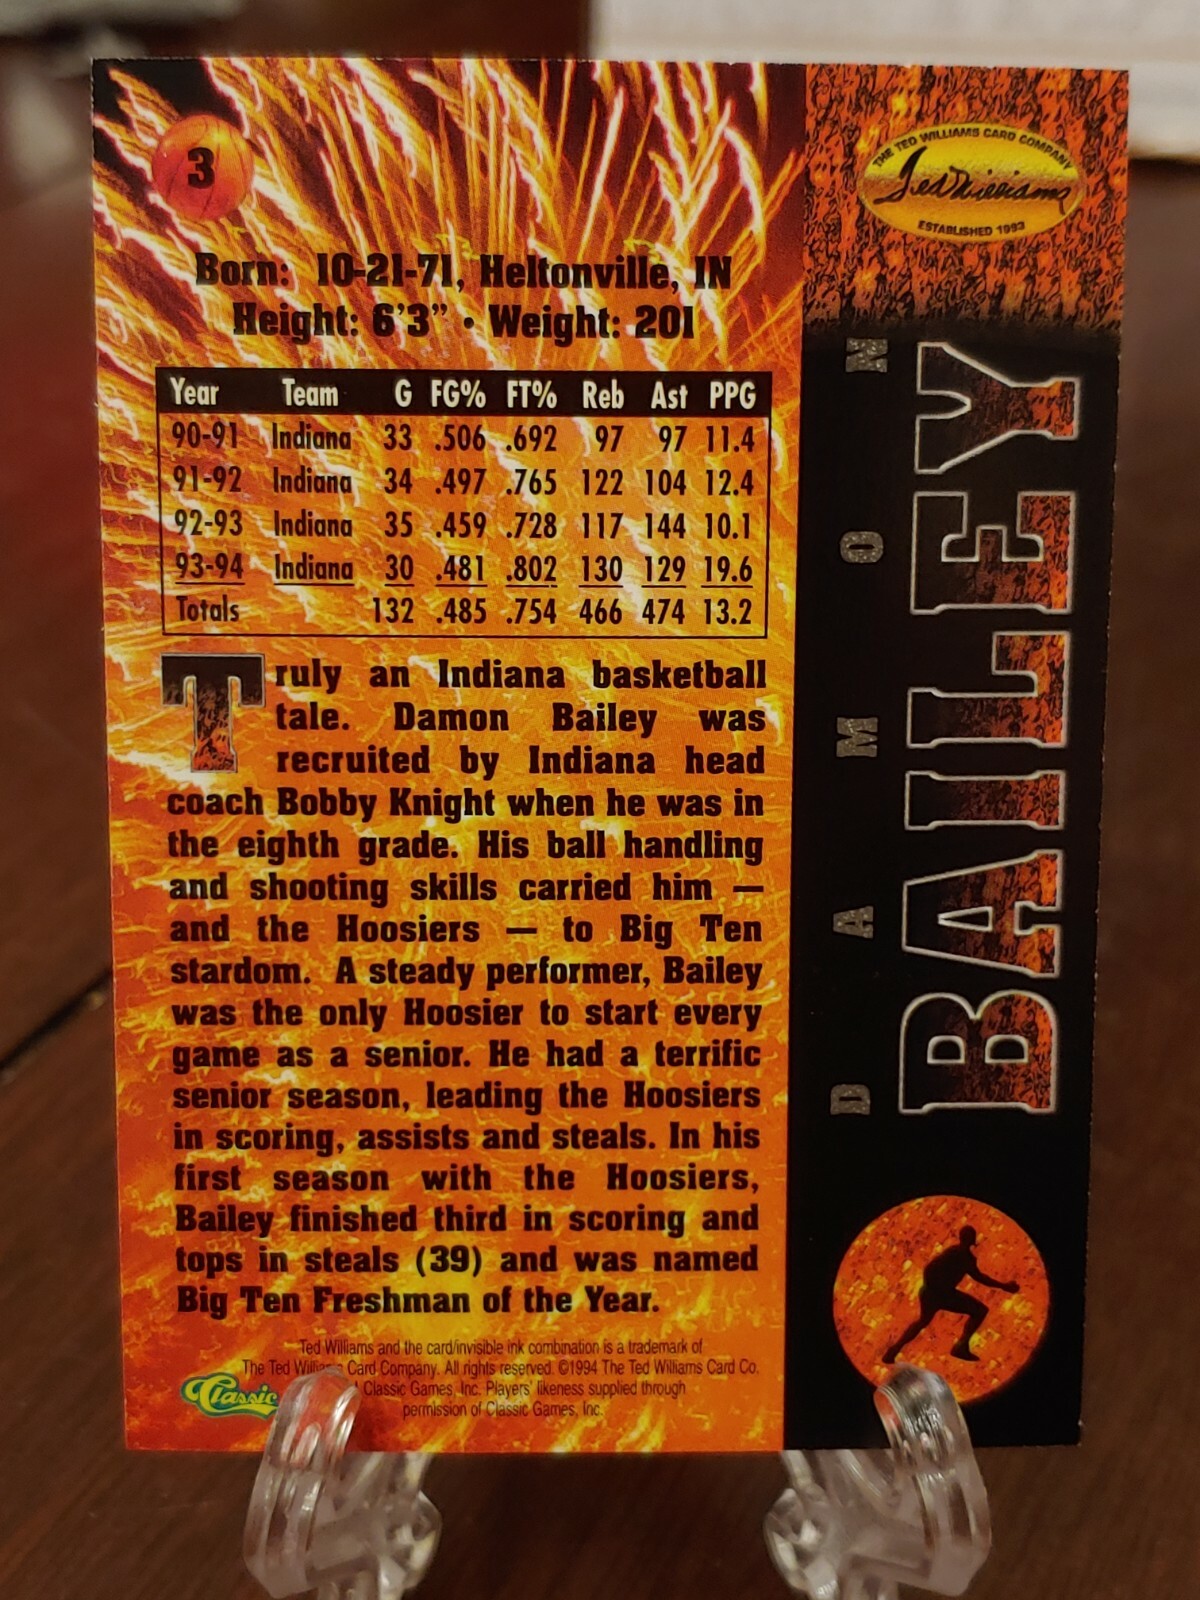 3
THE TED WILLIAMS CARD COMPANY
Ted Williams
ESTABLISHED 1993
Born: 10-21-71, Heltonville, IN
Height: 6'3" • Weight: 201
Year Team G FG% FT% Reb Ast PPG
90-91 Indiana 33 .506 .692 97 97 11.4
91-92 Indiana 34 .497 .765 122 104 12.4
92-93 Indiana 35 .459 .728 117 144 10.1
93-94 Indiana 30 .481 .802 130 129 19.6
Totals 132 .485 .754 466 474 13.2
Truly an Indiana basketball
tale. Damon Bailey was
recruited by Indiana head
coach Bobby Knight when he was in
the eighth grade. His ball handling
and shooting skills carried him —
and the Hoosiers — to Big Ten
stardom. A steady performer, Bailey
was the only Hoosier to start every
game as a senior. He had a terrific
senior season, leading the Hoosiers
in scoring, assists and steals. In his
first season with the Hoosiers,
Bailey finished third in scoring and
tops in steals (39) and was named
Big Ten Freshman of the Year.
Ted Williams and the card/invisible ink combination is a trademark of
The Ted Williams Card Company. All rights reserved. ©1994 The Ted Williams Card Co.
Classic Games, Inc. Players' likeness supplied through
permission of Classic Games, Inc.
Classic
DAMON
BAILEY